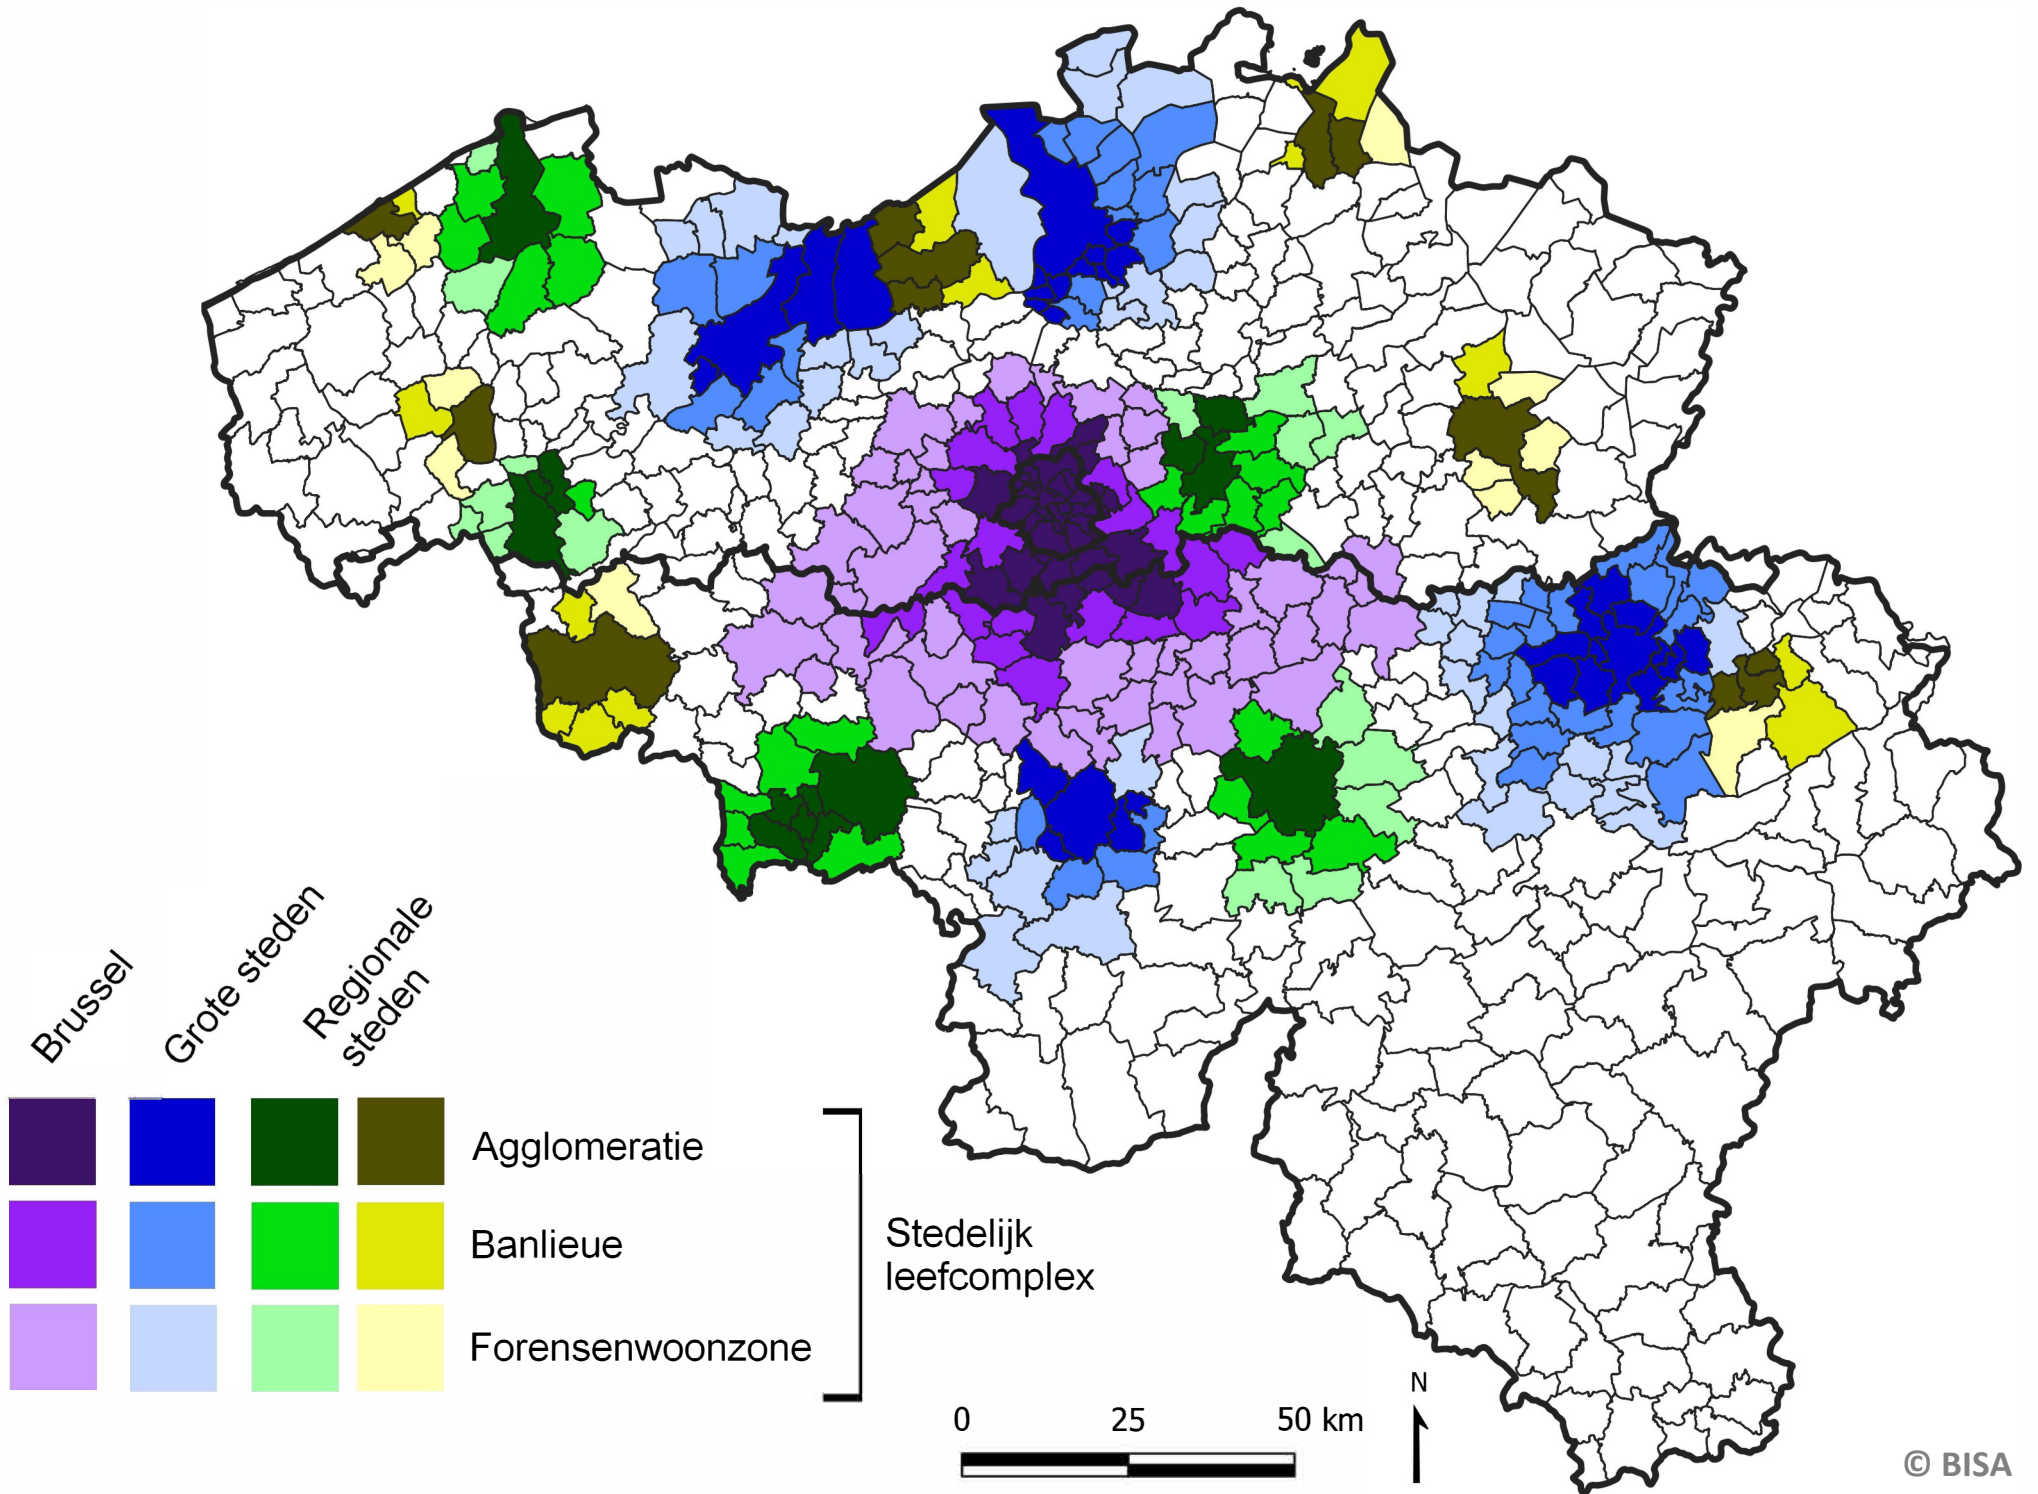 Brussel
Grote steden
Regionale
steden
Agglomeratie
Banlieue
Forensenwoonzone
Stedelijk
leefcomplex
0 25 50 km
N
© BISA